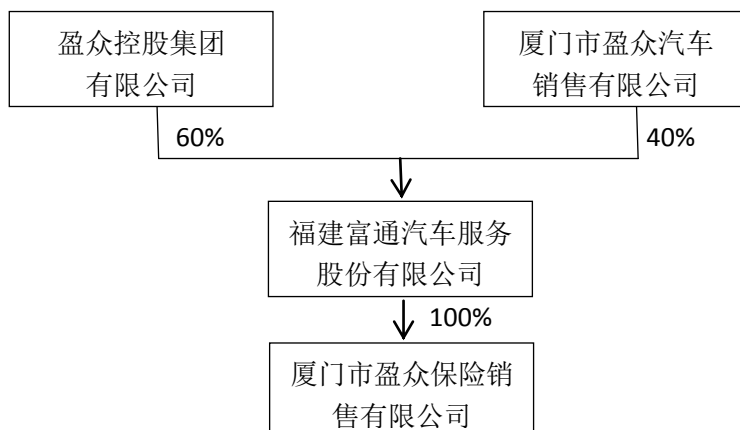 盈众控股集团
有限公司
厦门市盈众汽车
销售有限公司
60%
40%
福建富通汽车服务
股份有限公司
100%
厦门市盈众保险销
售有限公司